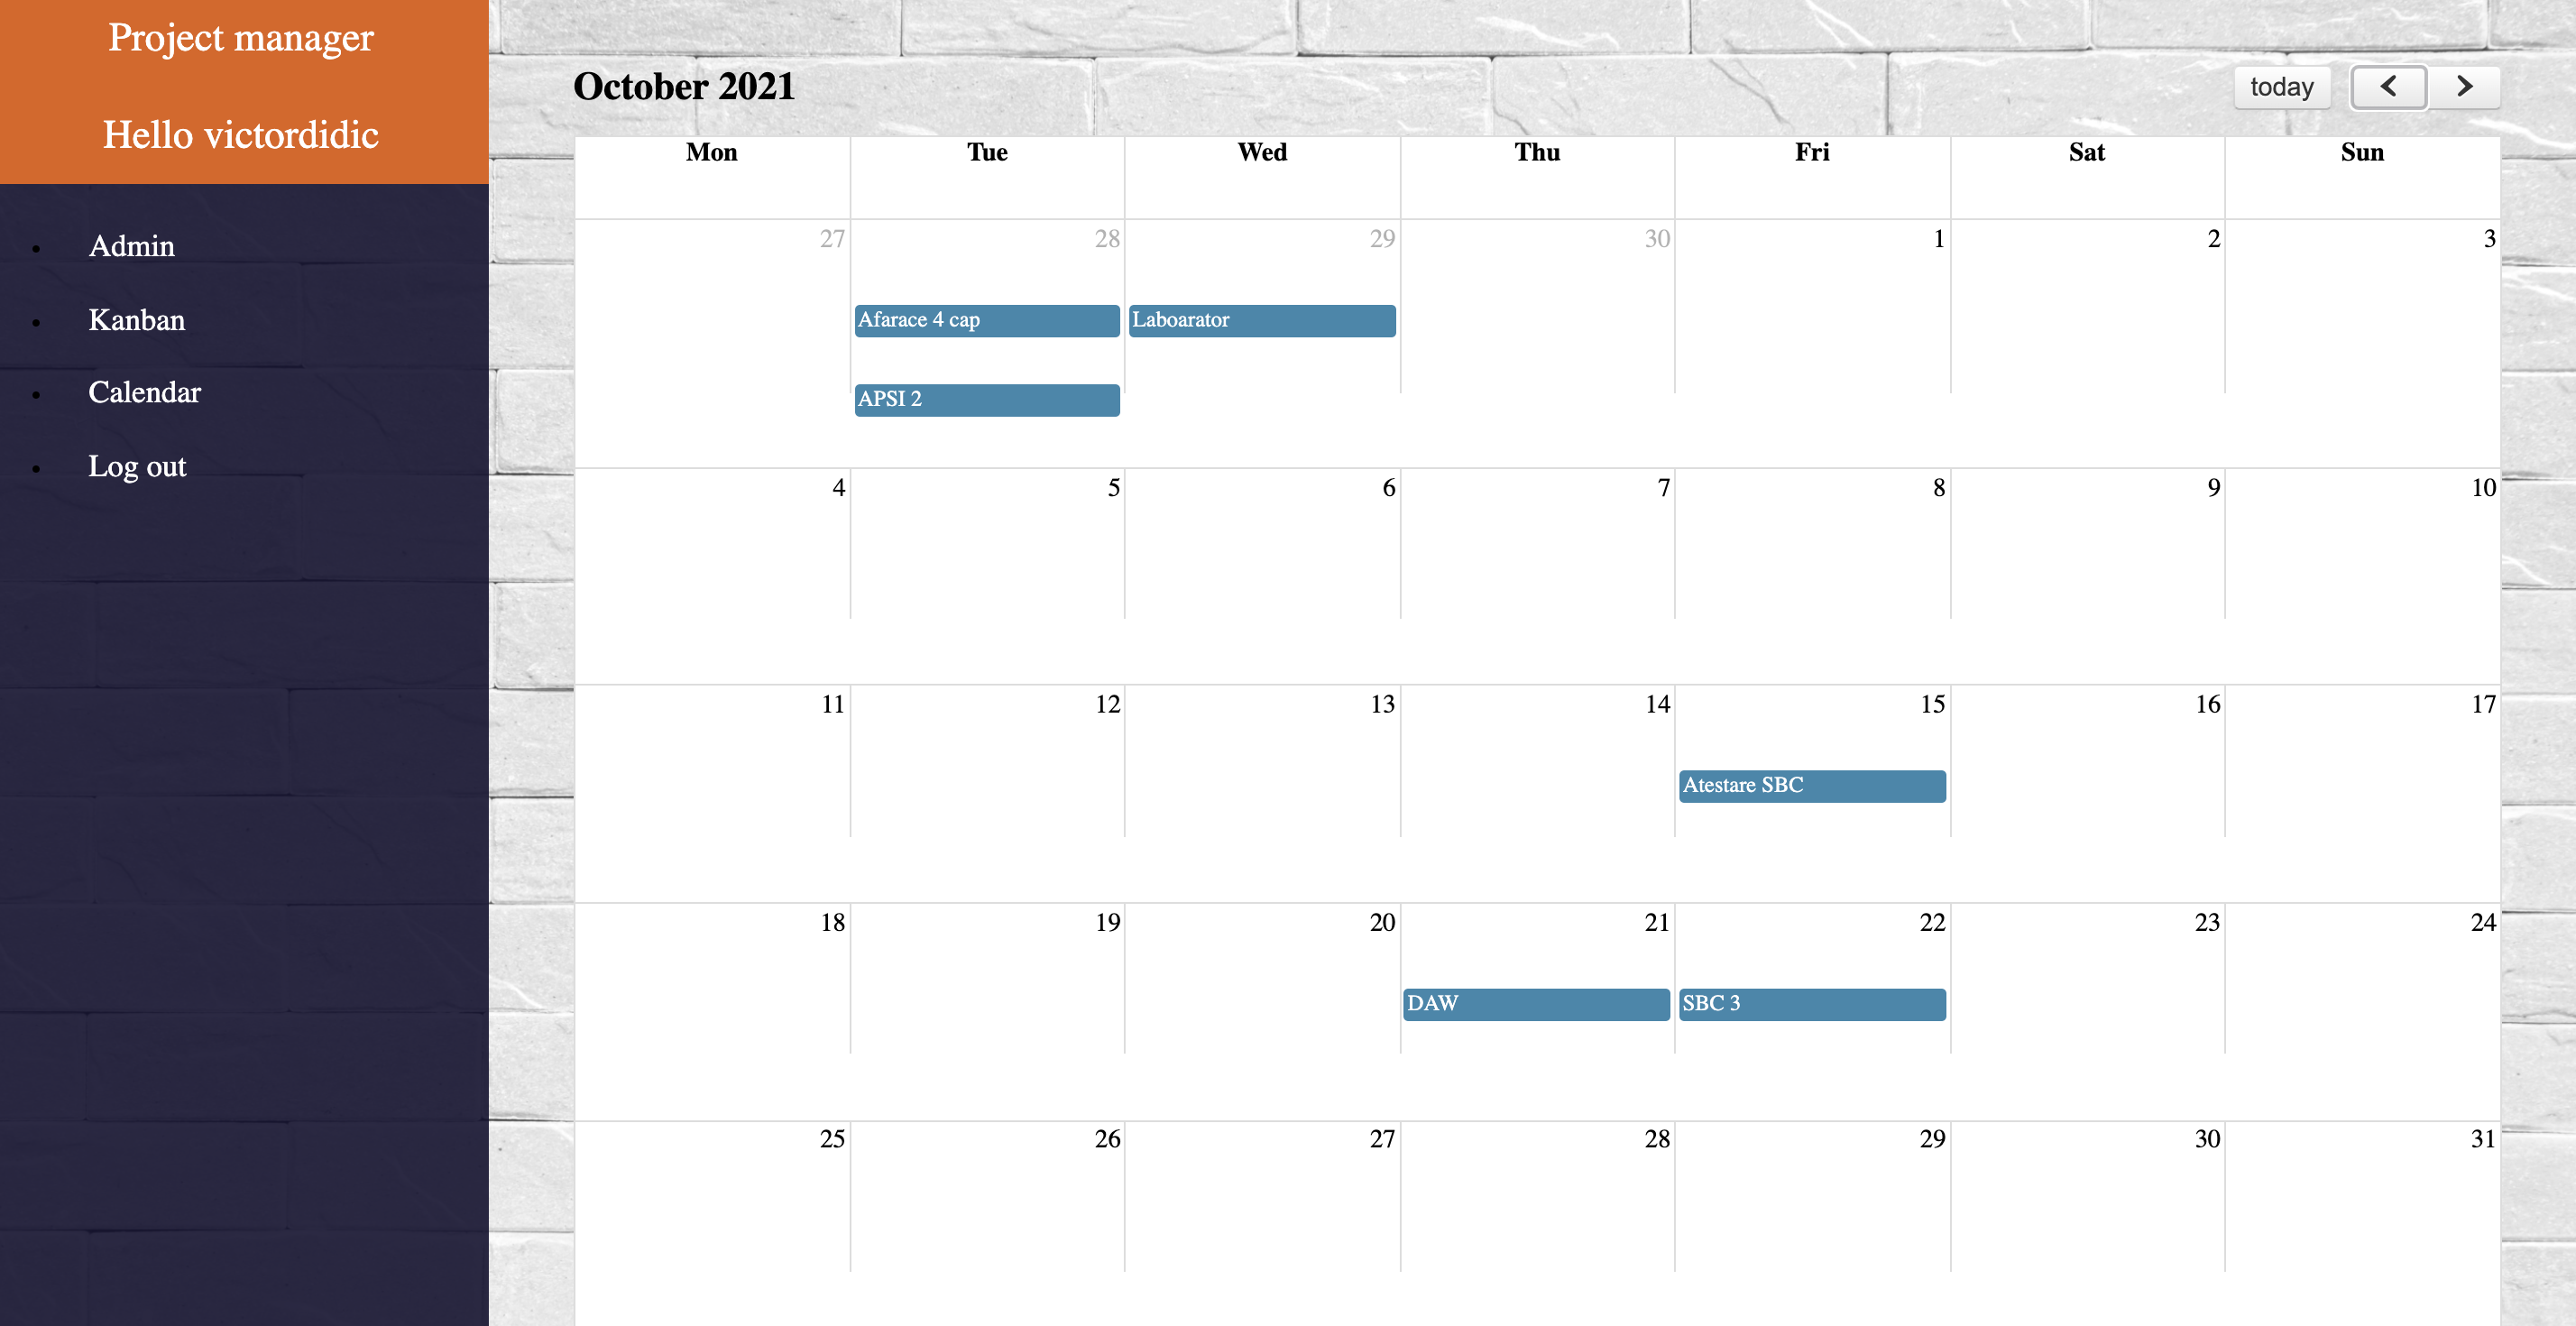 Project manager
Hello victordidic
Admin
Kanban
Calendar
Log out
October 2021
today
Mon Tue Wed Thu Fri Sat Sun
27 28 29 30 1 2 3
Afarace 4 cap Laboarator
APSI 2
4 5 6 7 8 9 10
11 12 13 14 15 16 17
Atestare SBC
18 19 20 21 22 23 24
DAW SBC 3
25 26 27 28 29 30 31